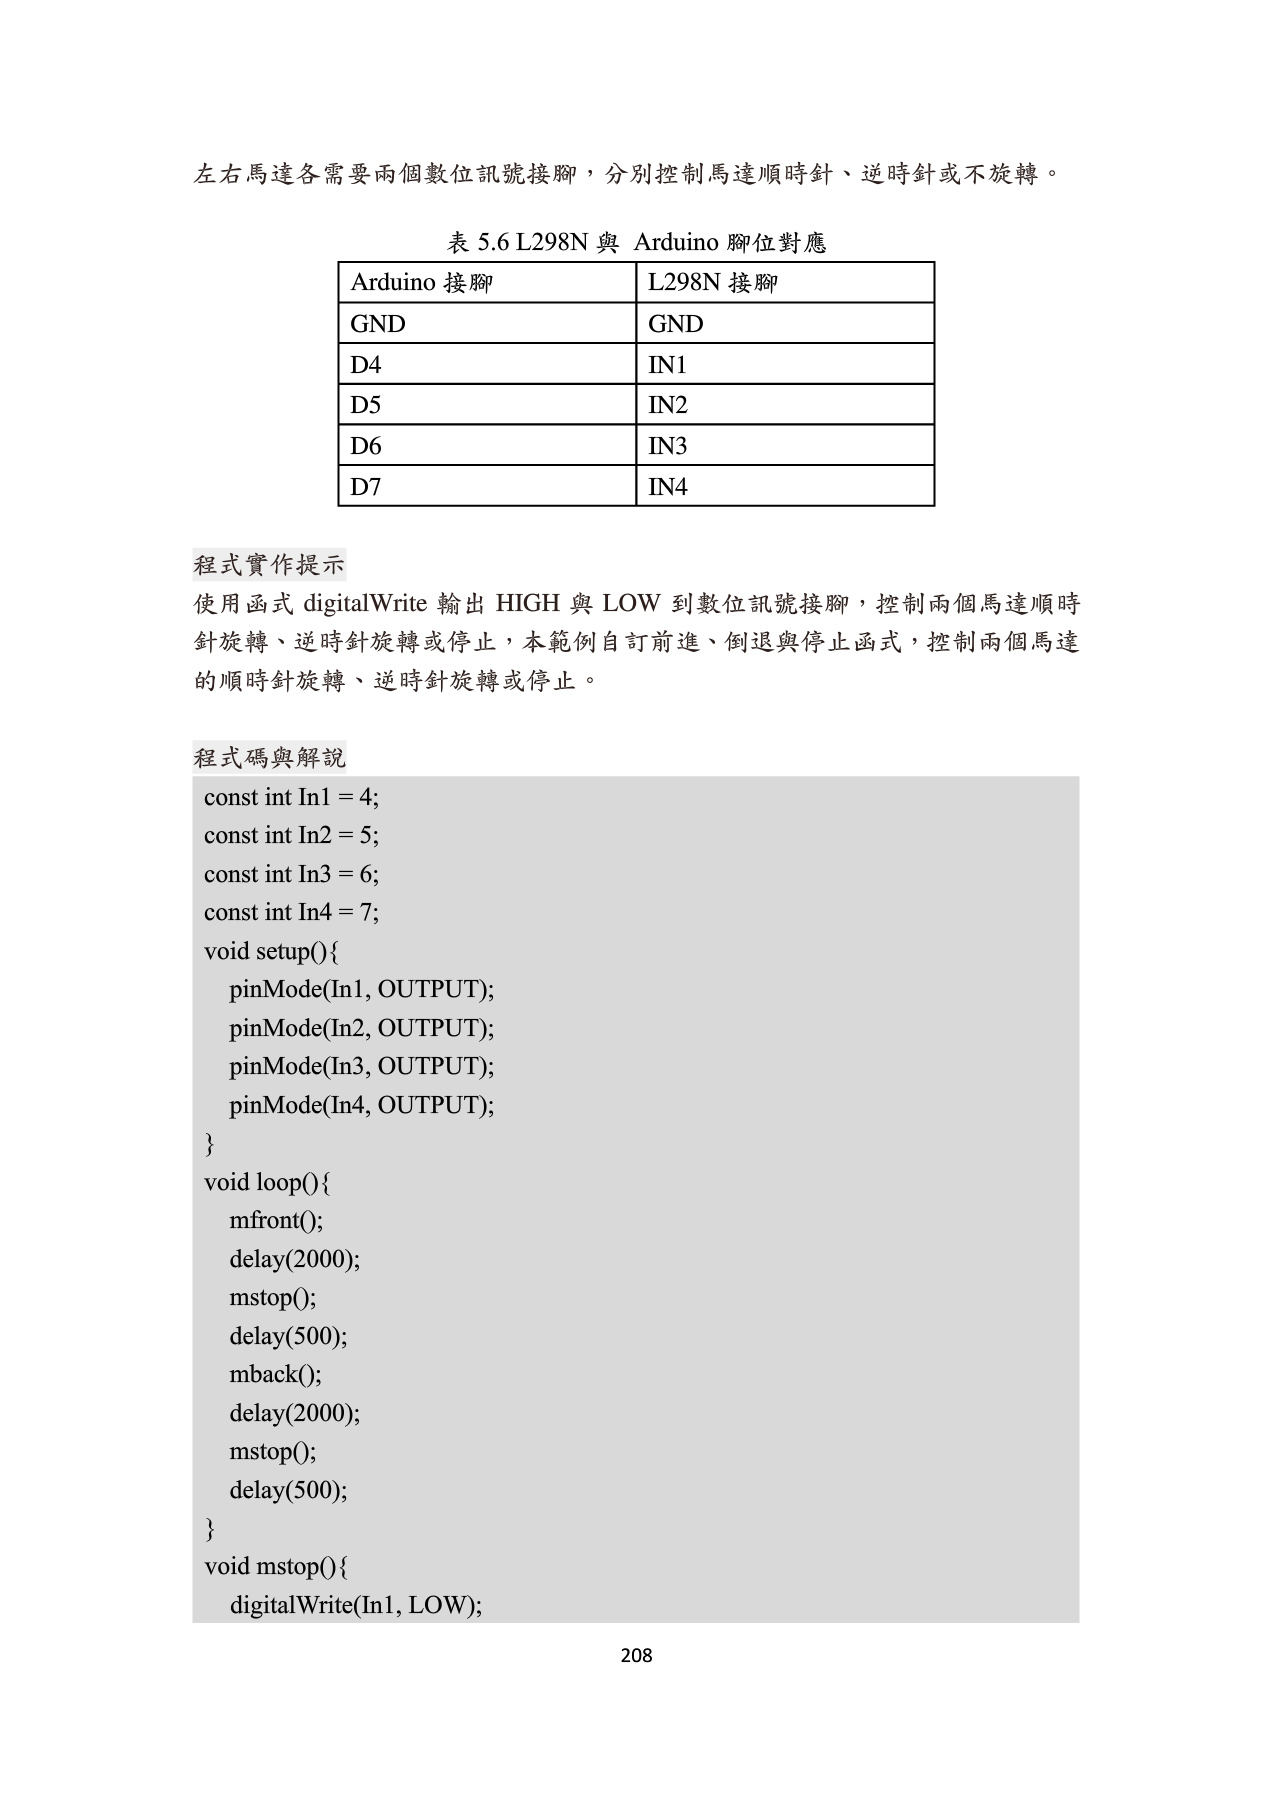 左右馬達各需要兩個數位訊號接腳，分別控制馬達順時針、逆時針或不旋轉。
表 5.6 L298N 與 Arduino 腳位對應
Arduino 接腳 L298N 接腳
GND GND
D4 IN1
D5 IN2
D6 IN3
D7 IN4
程式實作提示
使用函式 digitalWrite 輸出 HIGH 與 LOW 到數位訊號接腳，控制兩個馬達順時
針旋轉、逆時針旋轉或停止，本範例自訂前進、倒退與停止函式，控制兩個馬達
的順時針旋轉、逆時針旋轉或停止。
程式碼與解說
const int In1 = 4;
const int In2 = 5;
const int In3 = 6;
const int In4 = 7;
void setup(){
pinMode(In1, OUTPUT);
pinMode(In2, OUTPUT);
pinMode(In3, OUTPUT);
pinMode(In4, OUTPUT);
}
void loop(){
mfront();
delay(2000);
mstop();
delay(500);
mback();
delay(2000);
mstop();
delay(500);
}
void mstop(){
digitalWrite(In1, LOW);
208